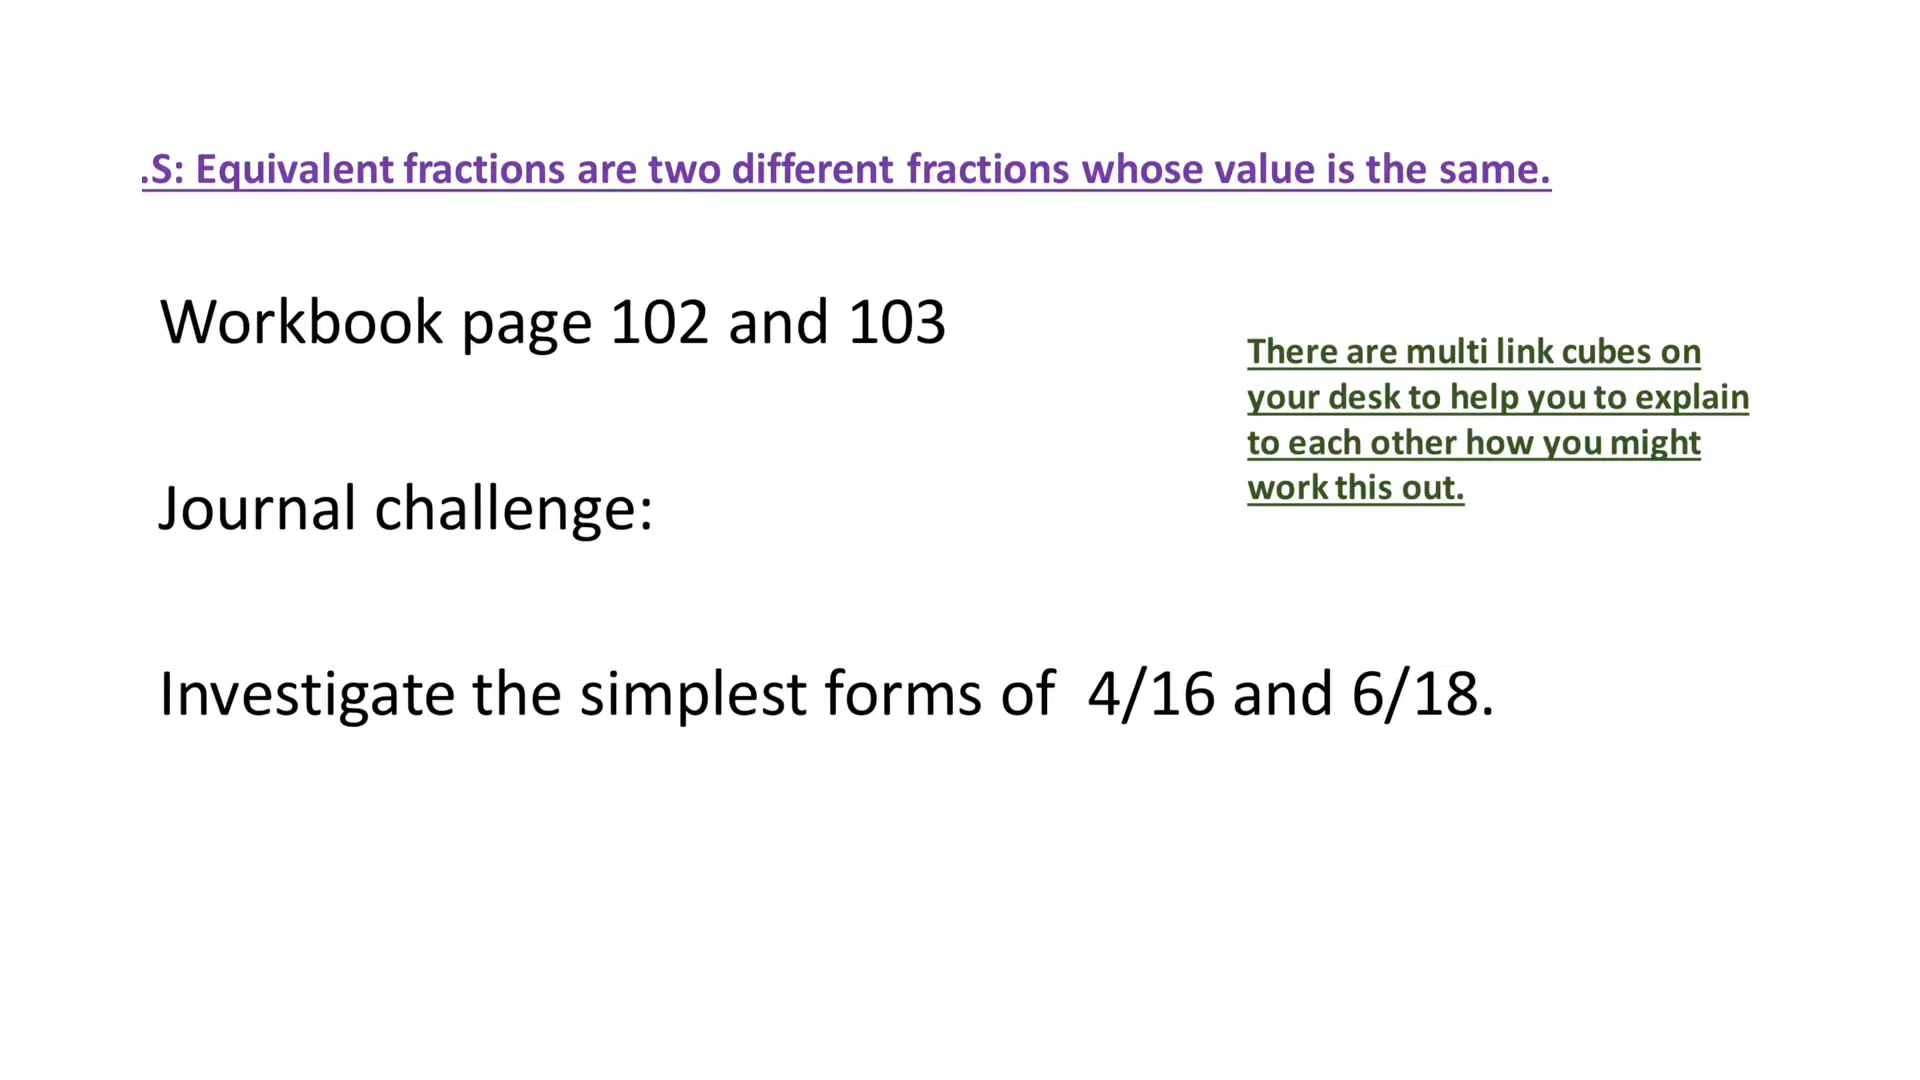 .S: Equivalent fractions are two different fractions whose value is the same.
Workbook page 102 and 103
There are multi link cubes on
your desk to help you to explain
to each other how you might
work this out.
Journal challenge:
Investigate the simplest forms of 4/16 and 6/18.